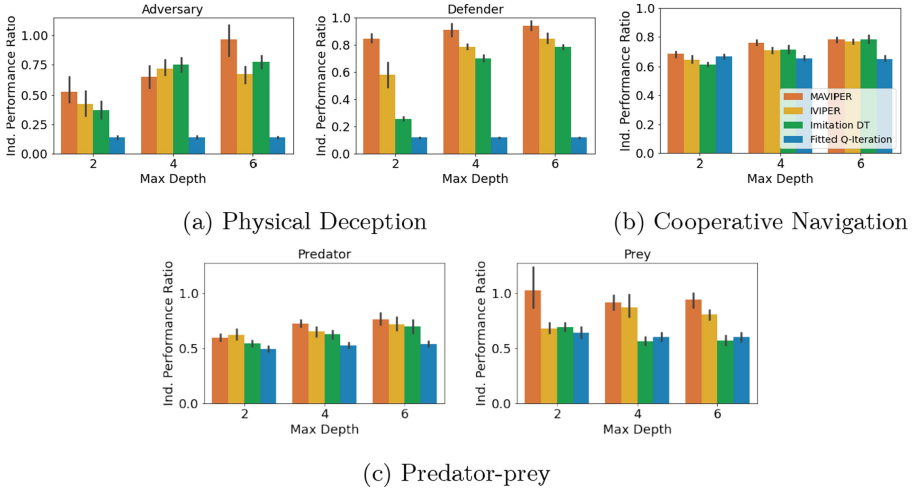 Adversary
Ind. Performance Ratio
1.00
0.75
0.50
0.25
0.00
2 4 6
Max Depth
Defender
Ind. Performance Ratio
1.0
0.8
0.6
0.4
0.2
0.0
2 4 6
Max Depth
(a) Physical Deception
Ind. Performance Ratio
1.0
0.8
0.6
0.4
0.2
0.0
2 4 6
Max Depth
MAVIPER
IVIPER
Imitation DT
Fitted Q-Iteration
(b) Cooperative Navigation
Predator
Ind. Performance Ratio
1.0
0.5
0.0
2 4 6
Max Depth
Prey
Ind. Performance Ratio
1.0
0.5
0.0
2 4 6
Max Depth
(c) Predator-prey